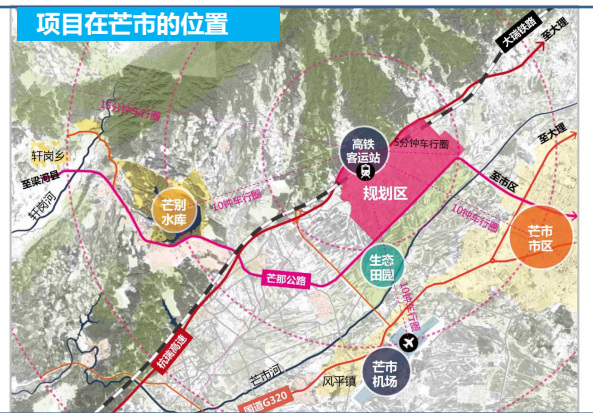 项目在芒市的位置
大瑞铁路
至大理
15分钟车行圈
高铁
客运站
5分钟车行圈
至大理
轩岗乡
至梁河县
规划区
至市区
轩岗河
芒别
水库
10钟车行圈
10钟车行圈
芒市
市区
生态
田园
芒那公路
10钟车行圈
杭瑞高速
芒市
机场
芒市河
风平镇
国道G320